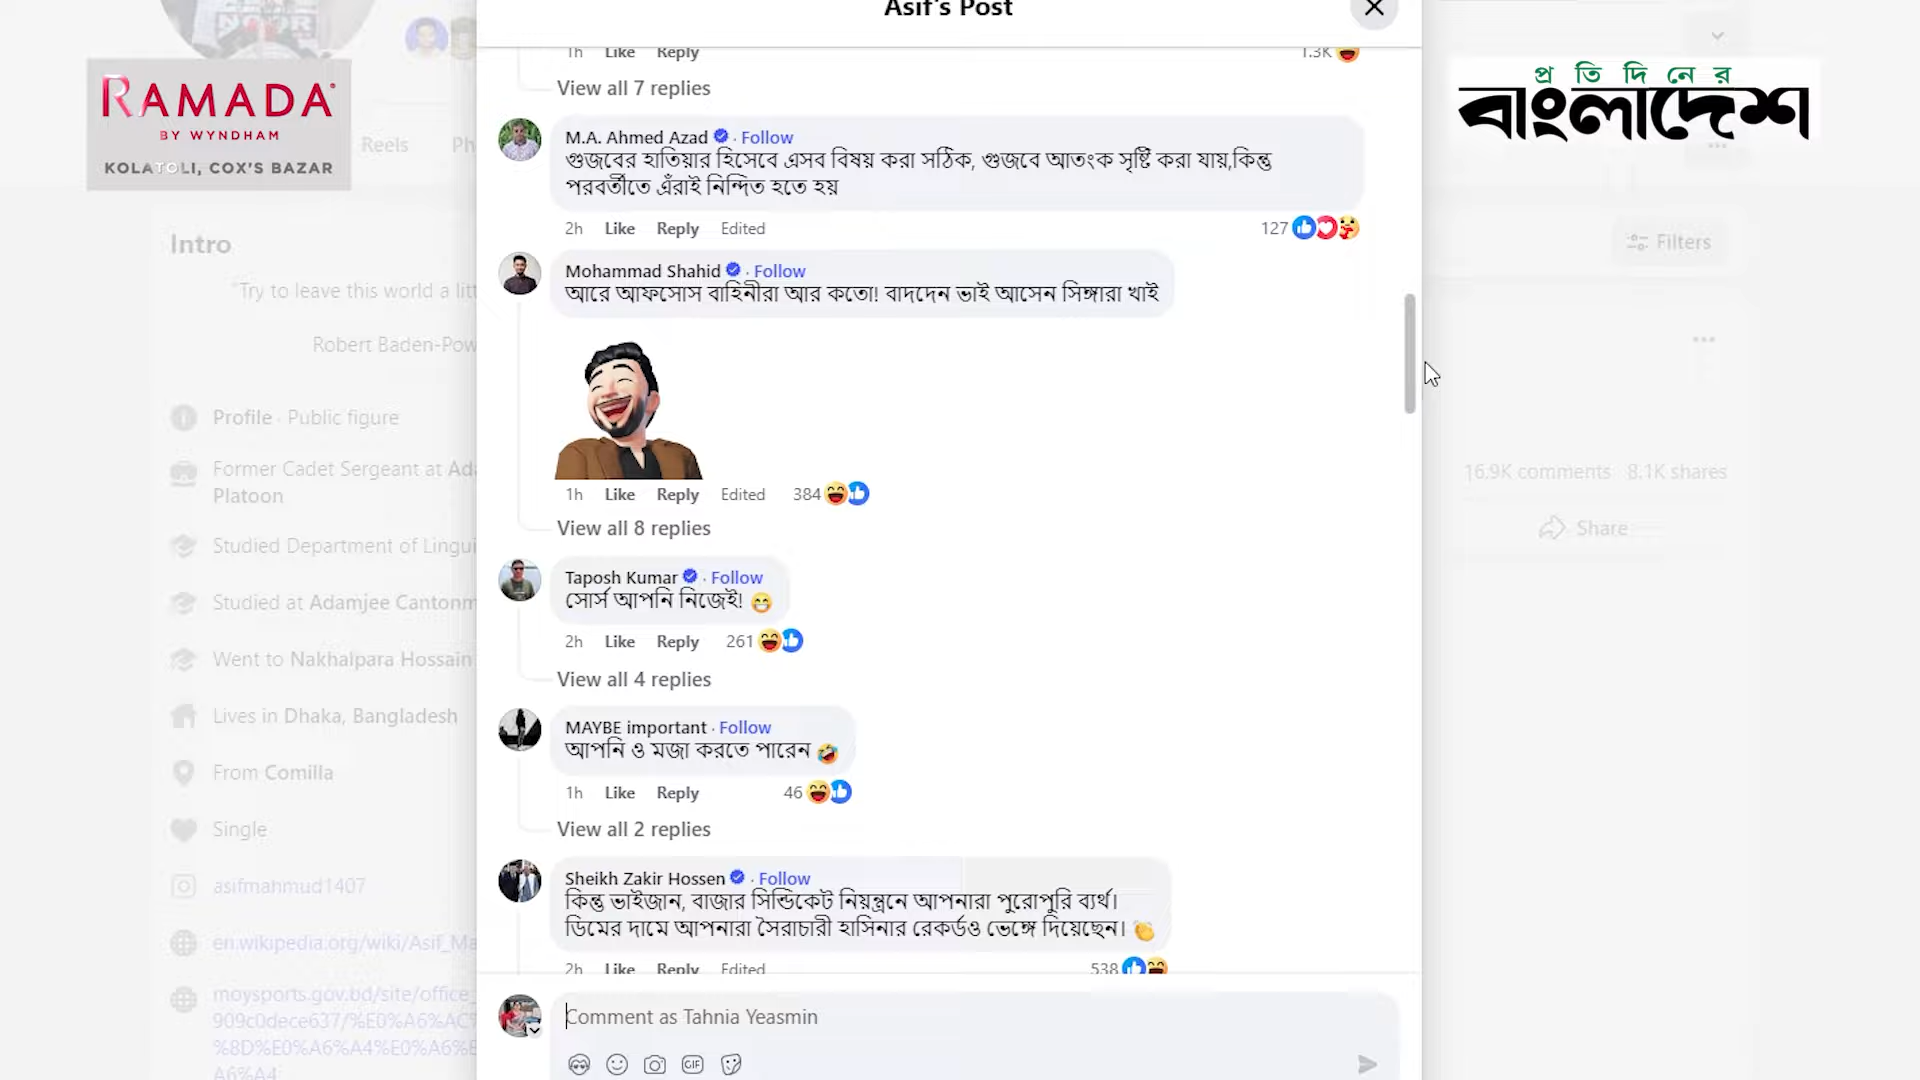 Asif's Post
1h Like Reply 1.3K
View all 7 replies
M.A. Ahmed Azad · Follow
গুজবের হাতিয়ার হিসেবে এসব বিষয় করা সঠিক, গুজবে আতংক সৃষ্টি করা যায়,কিন্তু
পরবর্তীতে এঁরাই নিন্দিত হতে হয়
2h Like Reply Edited 127
Mohammad Shahid · Follow
আরে আফসোস বাহিনীরা আর কতো! বাদদেন ভাই আসেন সিঙ্গারা খাই
1h Like Reply Edited 384
View all 8 replies
Taposh Kumar · Follow
সোর্স আপনি নিজেই! 😁
2h Like Reply 261
View all 4 replies
MAYBE important · Follow
আপনি ও মজা করতে পারেন 🤣
1h Like Reply 46
View all 2 replies
Sheikh Zakir Hossen · Follow
কিন্তু ভাইজান, বাজার সিন্ডিকেট নিয়ন্ত্রনে আপনারা পুরোপুরি ব্যর্থ।
ডিমের দামে আপনারা সৈরাচারী হাসিনার রেকর্ডও ভেঙ্গে দিয়েছেন। 👏
2h Like Reply Edited 538
Comment as Tahnia Yeasmin
GIF
RAMADA
BY WYNDHAM
KOLATOLI, COX'S BAZAR
প্রতিদিনের
বাংলাদেশ
Reels Ph
Intro
"Try to leave this world a litt
Robert Baden-Pow
Profile · Public figure
Former Cadet Sergeant at Ada
Platoon
Studied Department of Lingui
Studied at Adamjee Cantonm
Went to Nakhalpara Hossain
Lives in Dhaka, Bangladesh
From Comilla
Single
asifmahmud1407
en.wikipedia.org/wiki/Asif_Ma
moysports.gov.bd/site/office_
909c0dece637/%E0%A6%AC%
%8D%E0%A6%A4%E0%A6%B
A6%A4
Filters
16.9K comments 8.1K shares
Share